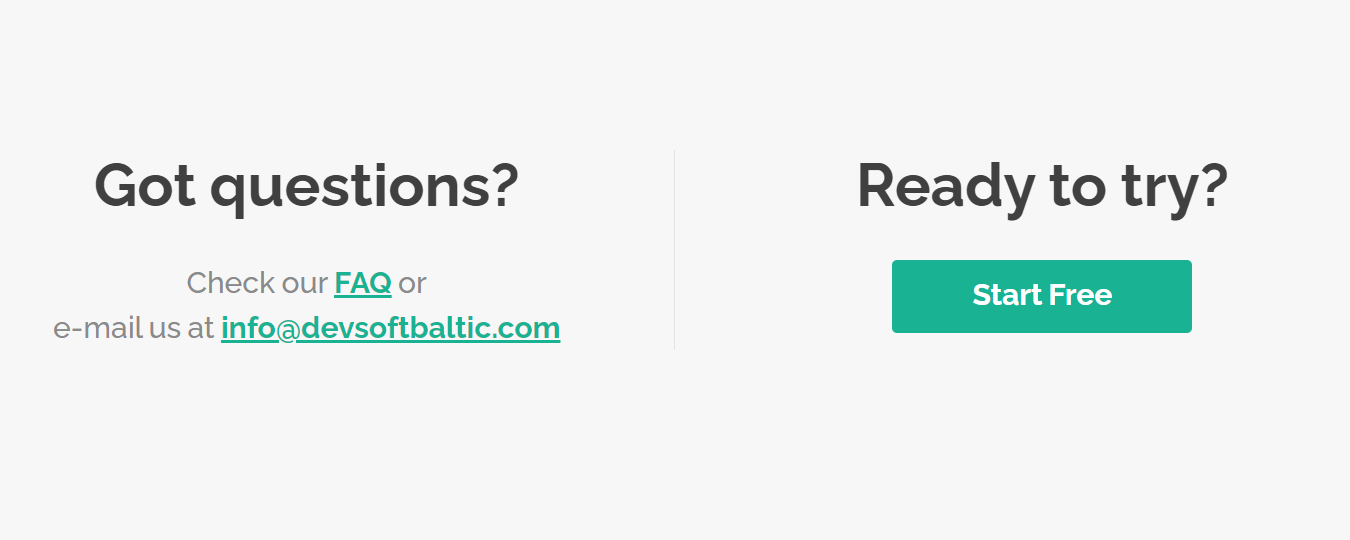 Got questions?
Check our FAQ or
e-mail us at info@devsoftbaltic.com
Ready to try?
Start Free